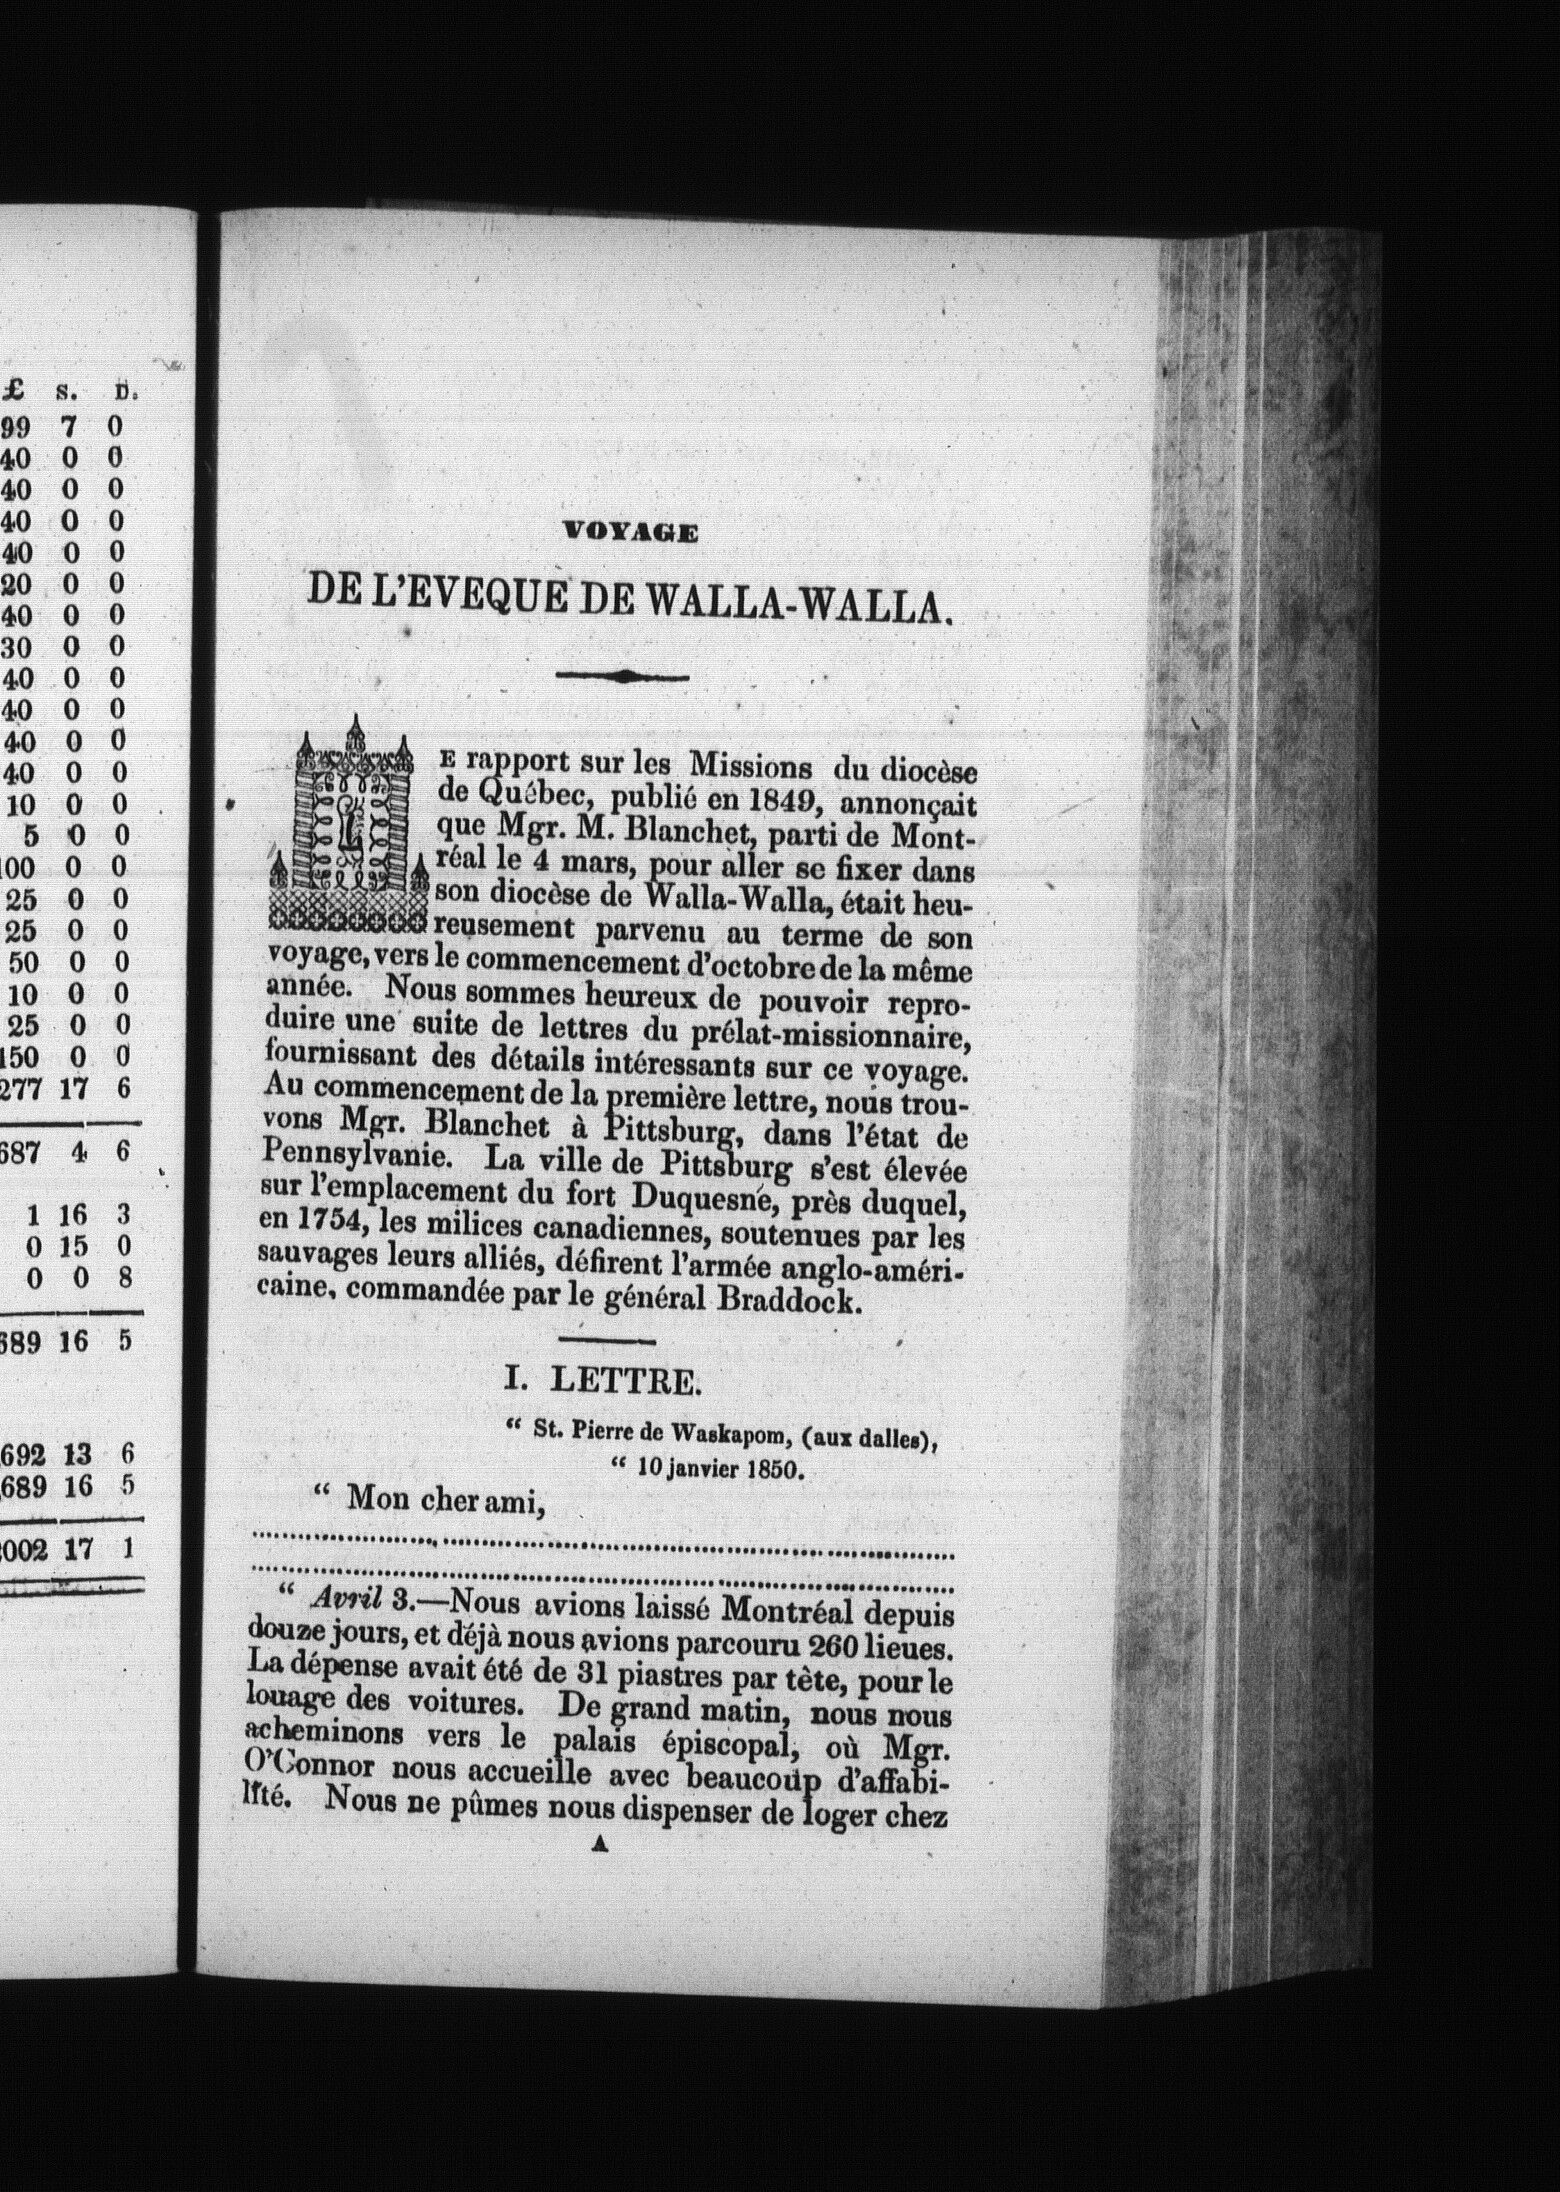 £ s. D.
99 7 0
40 0 0
40 0 0
40 0 0
40 0 0
20 0 0
40 0 0
30 0 0
40 0 0
40 0 0
40 0 0
40 0 0
10 0 0
5 0 0
100 0 0
25 0 0
25 0 0
50 0 0
10 0 0
25 0 0
150 0 0
277 17 6
687 4 6
1 16 3
0 15 0
0 0 8
689 16 5
692 13 6
689 16 5
2002 17 1
VOYAGE
DE L'EVEQUE DE WALLA-WALLA.
LE rapport sur les Missions du diocèse
de Québec, publié en 1849, annonçait
que Mgr. M. Blanchet, parti de Mont-
réal le 4 mars, pour aller se fixer dans
son diocèse de Walla-Walla, était heu-
reusement parvenu au terme de son
voyage, vers le commencement d'octobre de la même
année. Nous sommes heureux de pouvoir repro-
duire une suite de lettres du prélat-missionnaire,
fournissant des détails intéressants sur ce voyage.
Au commencement de la première lettre, nous trou-
vons Mgr. Blanchet à Pittsburg, dans l'état de
Pennsylvanie. La ville de Pittsburg s'est élevée
sur l'emplacement du fort Duquesne, près duquel,
en 1754, les milices canadiennes, soutenues par les
sauvages leurs alliés, défirent l'armée anglo-améri-
caine, commandée par le général Braddock.
I. LETTRE.
“ St. Pierre de Waskapom, (aux dalles),
“ 10 janvier 1850.
“ Mon cher ami,
................................................................
................................................................
“ Avril 3.—Nous avions laissé Montréal depuis
douze jours, et déjà nous avions parcouru 260 lieues.
La dépense avait été de 31 piastres par tète, pour le
louage des voitures. De grand matin, nous nous
acheminons vers le palais épiscopal, où Mgr.
O'Connor nous accueille avec beaucoup d'affabi-
lité. Nous ne pûmes nous dispenser de loger chez
A